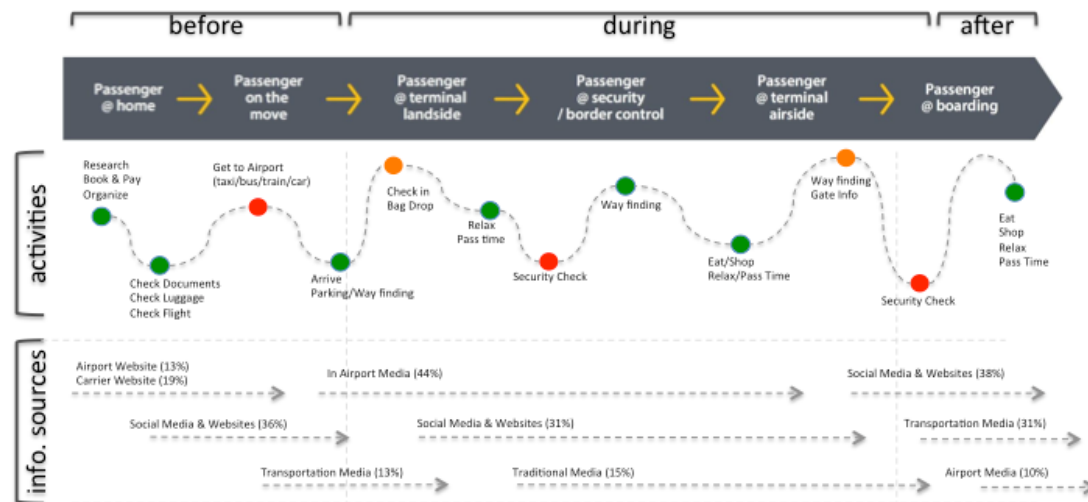 before
during
after
Passenger
@ home
Passenger
on the
move
Passenger
@ terminal
landside
Passenger
@ security
/ border control
Passenger
@ terminal
airside
Passenger
@ boarding
activities
Research
Book & Pay
Organize
Check Documents
Check Luggage
Check Flight
Get to Airport
(taxi/bus/train/car)
Arrive
Parking/Way finding
Check in
Bag Drop
Relax
Pass time
Security Check
Way finding
Eat/Shop
Relax/Pass Time
Way finding
Gate Info
Security Check
Eat
Shop
Relax
Pass Time
info. sources
Airport Website (13%)
Carrier Website (19%)
In Airport Media (44%)
Social Media & Websites (38%)
Social Media & Websites (36%)
Social Media & Websites (31%)
Transportation Media (31%)
Transportation Media (13%)
Traditional Media (15%)
Airport Media (10%)